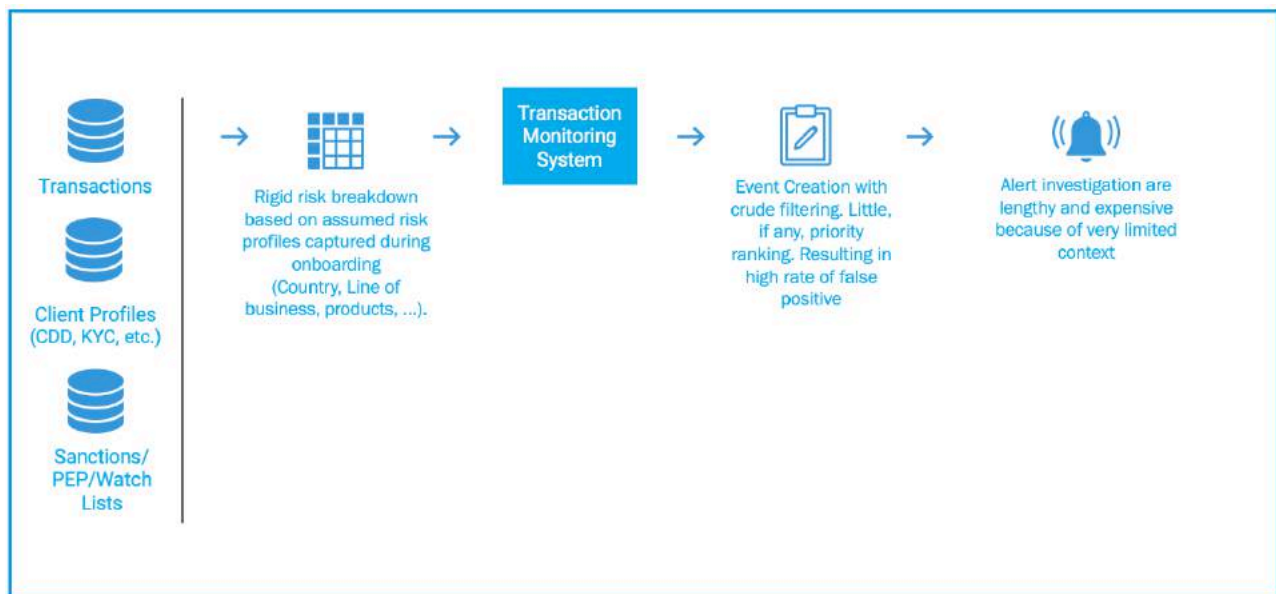 Transactions
Client Profiles
(CDD, KYC, etc.)
Sanctions/
PEP/Watch
Lists
Rigid risk breakdown
based on assumed risk
profiles captured during
onboarding
(Country, Line of
business, products, ...).
Transaction
Monitoring
System
Event Creation with
crude filtering. Little,
if any, priority
ranking. Resulting in
high rate of false
positive
Alert investigation are
lengthy and expensive
because of very limited
context